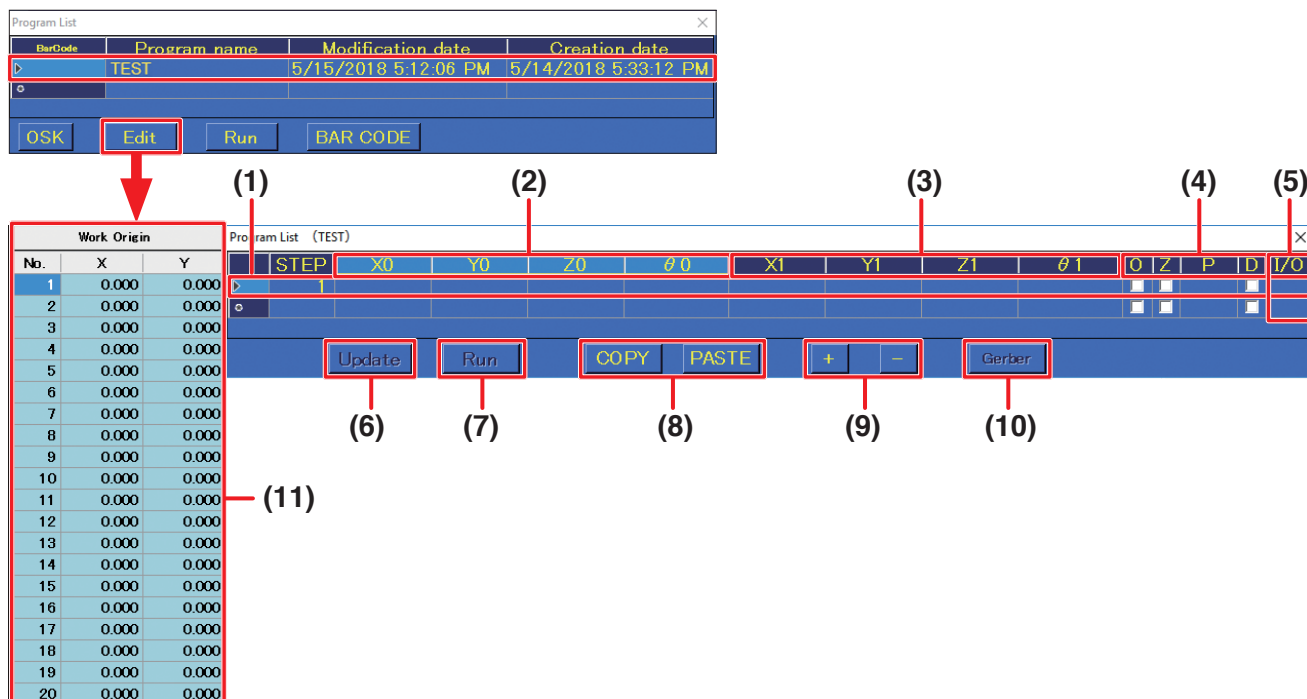 Program List
BarCode Program name Modification date Creation date
TEST 5/15/2018 5:12:06 PM 5/14/2018 5:33:12 PM
OSK Edit Run BAR CODE
(1) (2) (3) (4) (5)
Work Origin
No. X Y
1 0.000 0.000
2 0.000 0.000
3 0.000 0.000
4 0.000 0.000
5 0.000 0.000
6 0.000 0.000
7 0.000 0.000
8 0.000 0.000
9 0.000 0.000
10 0.000 0.000
11 0.000 0.000
12 0.000 0.000
13 0.000 0.000
14 0.000 0.000
15 0.000 0.000
16 0.000 0.000
17 0.000 0.000
18 0.000 0.000
19 0.000 0.000
20 0.000 0.000
Program List (TEST)
STEP X0 Y0 Z0 θ0 X1 Y1 Z1 θ1 O Z P D I/O
1
Update Run COPY PASTE + - Gerber
(6) (7) (8) (9) (10)
(11)